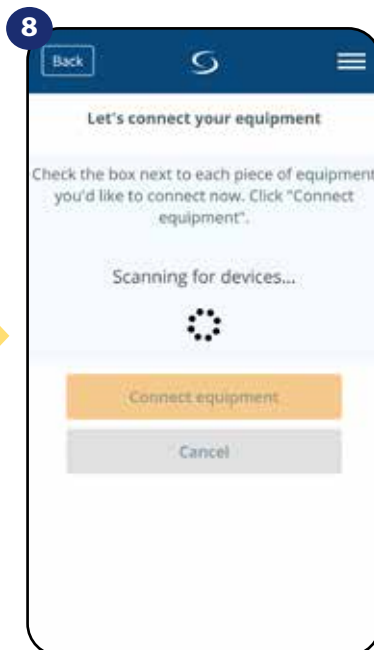 8
Back
Let's connect your equipment
Check the box next to each piece of equipment
you'd like to connect now. Click "Connect
equipment".
Scanning for devices...
Connect equipment
Cancel